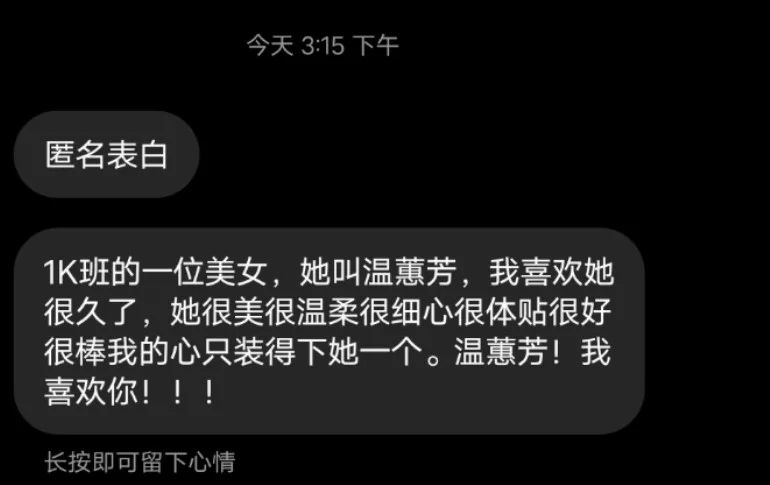 今天 3:15 下午
匿名表白
1K班的一位美女，她叫温蕙芳，我喜欢她
很久了，她很美很温柔很细心很体贴很好
很棒我的心只装得下她一个。温蕙芳！我
喜欢你！！！
长按即可留下心情